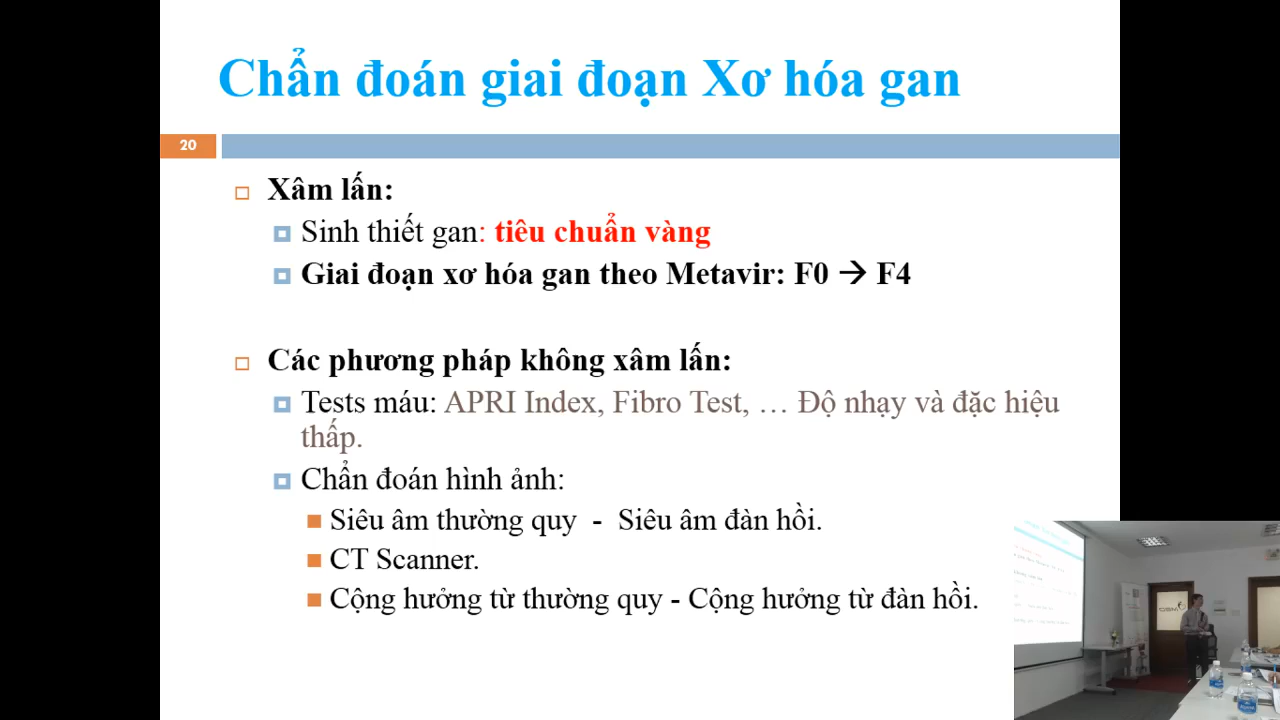 Chẩn đoán giai đoạn Xơ hóa gan
20
Xâm lấn:
Sinh thiết gan: tiêu chuẩn vàng
Giai đoạn xơ hóa gan theo Metavir: F0 → F4
Các phương pháp không xâm lấn:
Tests máu: APRI Index, Fibro Test, … Độ nhạy và đặc hiệu
thấp.
Chẩn đoán hình ảnh:
Siêu âm thường quy - Siêu âm đàn hồi.
CT Scanner.
Cộng hưởng từ thường quy - Cộng hưởng từ đàn hồi.